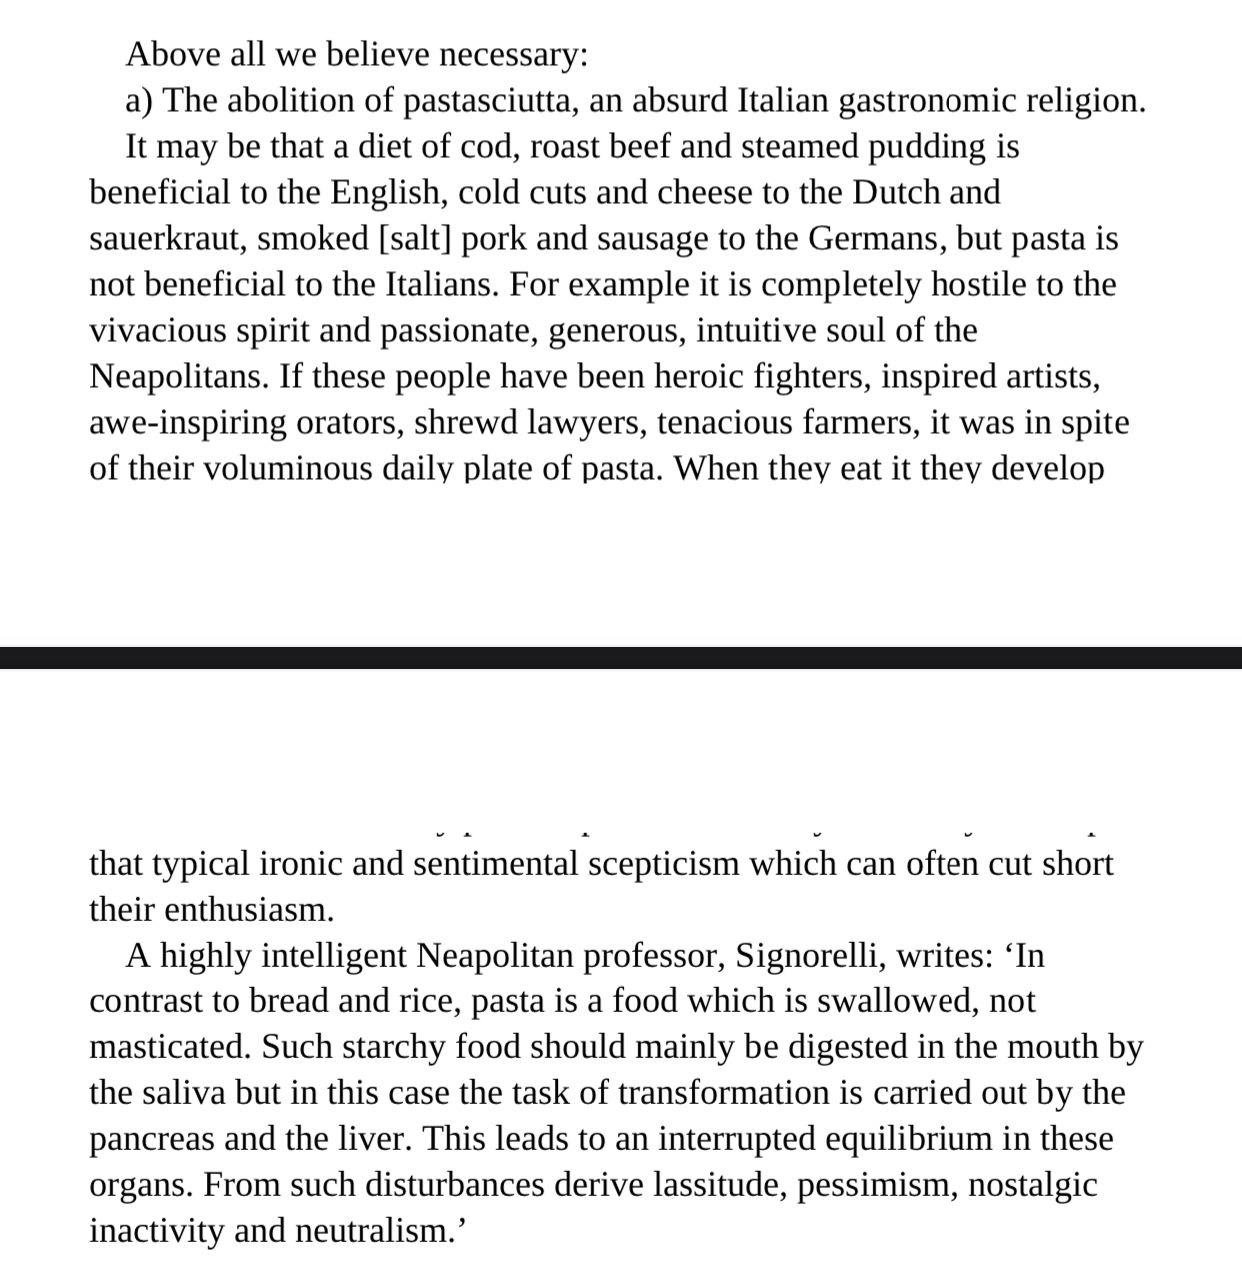 Above all we believe necessary:
a) The abolition of pastasciutta, an absurd Italian gastronomic religion.
It may be that a diet of cod, roast beef and steamed pudding is
beneficial to the English, cold cuts and cheese to the Dutch and
sauerkraut, smoked [salt] pork and sausage to the Germans, but pasta is
not beneficial to the Italians. For example it is completely hostile to the
vivacious spirit and passionate, generous, intuitive soul of the
Neapolitans. If these people have been heroic fighters, inspired artists,
awe-inspiring orators, shrewd lawyers, tenacious farmers, it was in spite
of their voluminous daily plate of pasta. When they eat it they develop
that typical ironic and sentimental scepticism which can often cut short
their enthusiasm.
A highly intelligent Neapolitan professor, Signorelli, writes: ‘In
contrast to bread and rice, pasta is a food which is swallowed, not
masticated. Such starchy food should mainly be digested in the mouth by
the saliva but in this case the task of transformation is carried out by the
pancreas and the liver. This leads to an interrupted equilibrium in these
organs. From such disturbances derive lassitude, pessimism, nostalgic
inactivity and neutralism.’